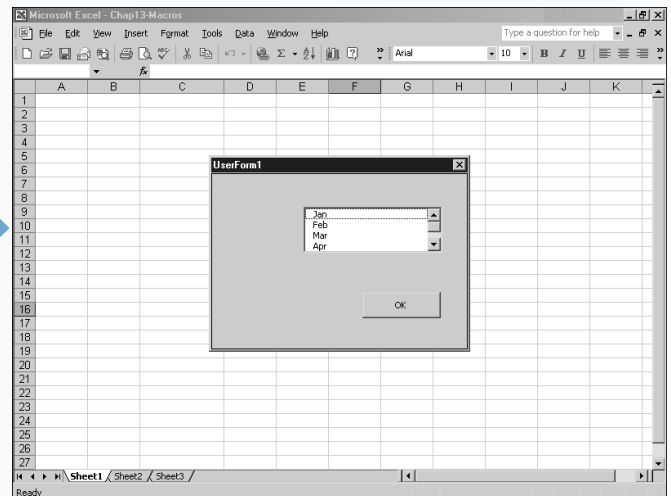 Microsoft Excel - Chap13-Macros
File Edit View Insert Format Tools Data Window Help
Type a question for help
Arial
10
B I U
fx
A B C D E F G H I J K
1
2
3
4
5
6
7
8
9
10
11
12
13
14
15
16
17
18
19
20
21
22
23
24
25
26
27
UserForm1
Jan
Feb
Mar
Apr
OK
Sheet1 / Sheet2 / Sheet3 /
Ready